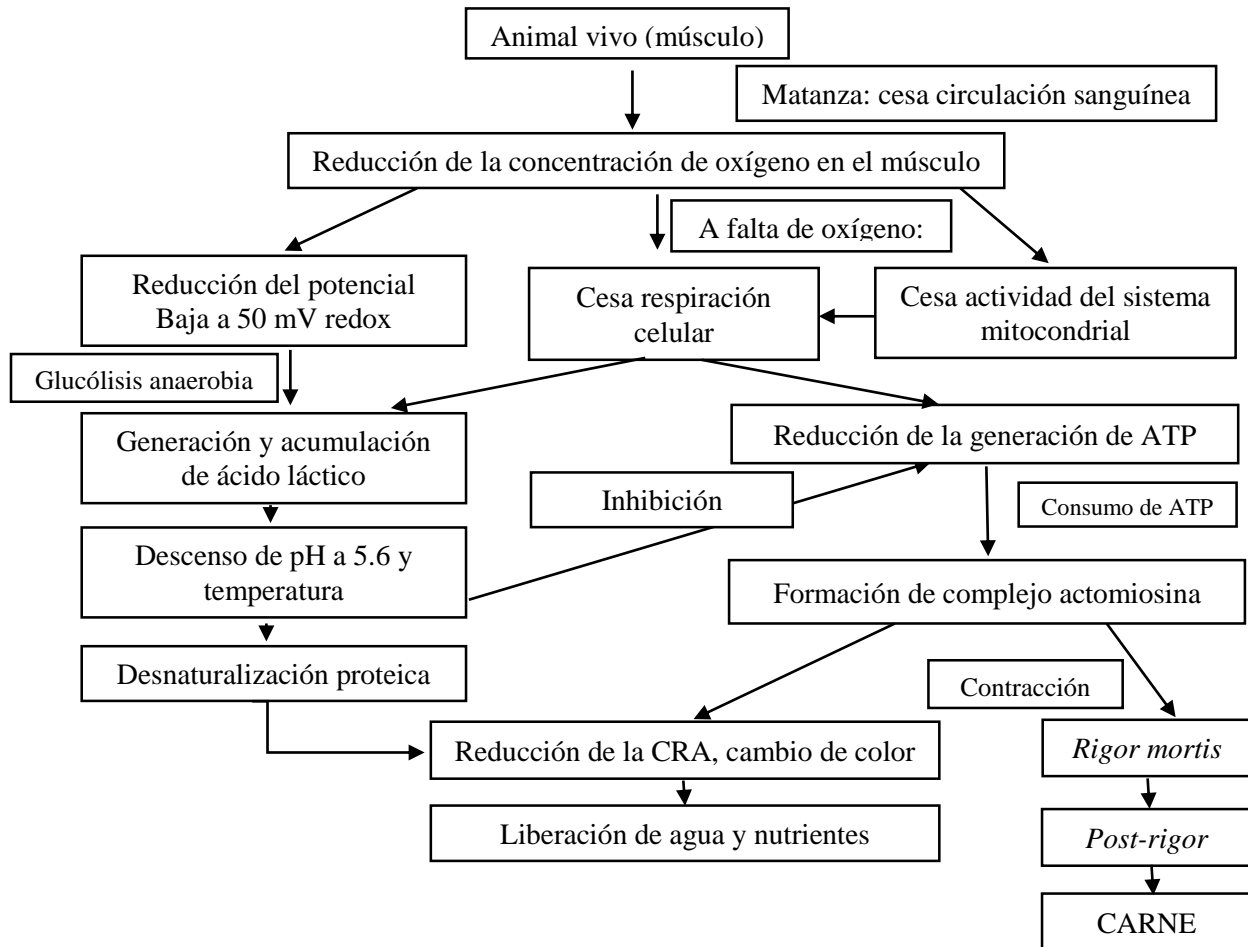 Animal vivo (músculo)
Matanza: cesa circulación sanguínea
Reducción de la concentración de oxígeno en el músculo
A falta de oxígeno:
Reducción del potencial
Baja a 50 mV redox
Cesa respiración
celular
Cesa actividad del sistema
mitocondrial
Glucólisis anaerobia
Generación y acumulación
de ácido láctico
Reducción de la generación de ATP
Inhibición
Consumo de ATP
Descenso de pH a 5.6 y
temperatura
Formación de complejo actomiosina
Desnaturalización proteica
Contracción
Reducción de la CRA, cambio de color
Rigor mortis
Liberación de agua y nutrientes
Post-rigor
CARNE